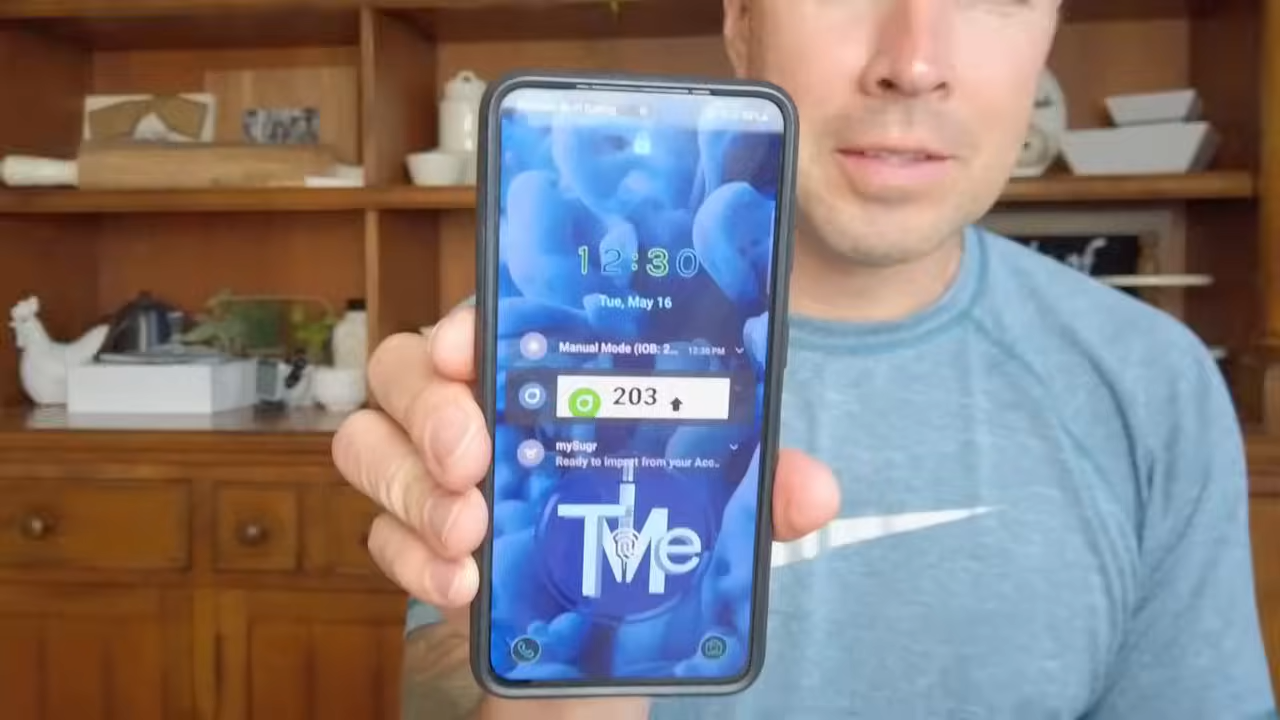 12:30
Tue, May 16
Manual Mode (IOB: 2... 12:30 PM
203
mySugr
Ready to import from your Acc..
T1Me